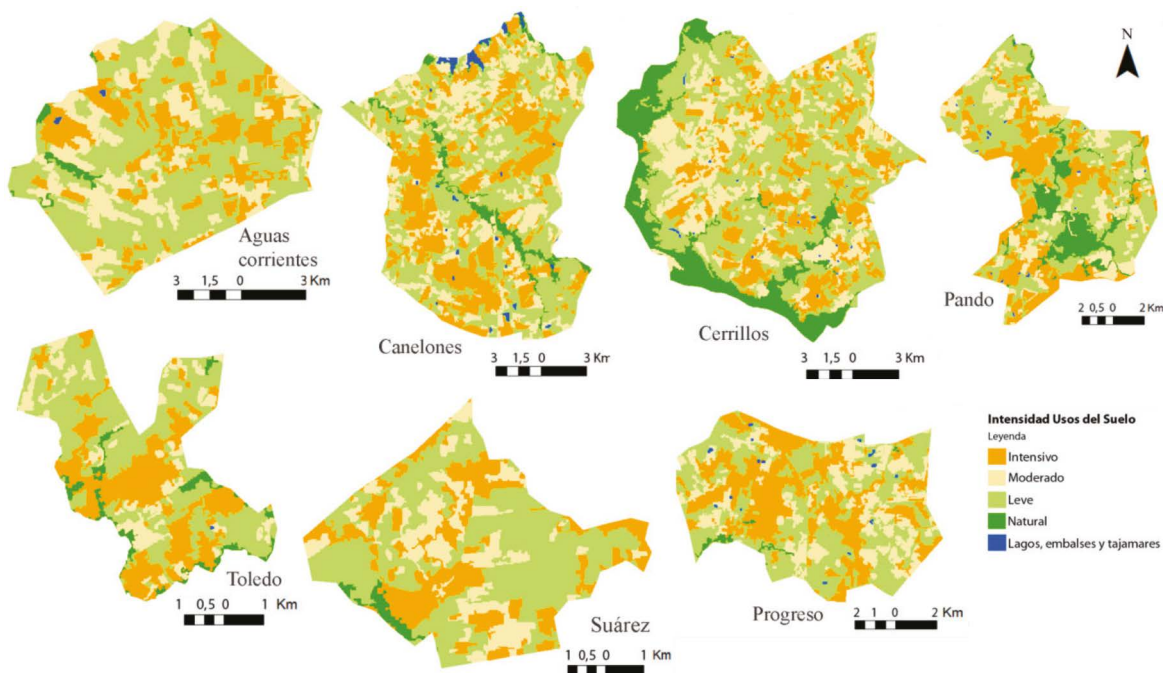 N
Aguas
corrientes
3 1,5 0 3 Km
Canelones
3 1,5 0 3 Km
Cerrillos
3 1,5 0 3 Km
Pando
2 0,5 0 2 Km
Toledo
1 0,5 0 1 Km
Suárez
1 0,5 0 1 Km
Progreso
2 1 0 2 Km
Intensidad Usos del Suelo
Leyenda
Intensivo
Moderado
Leve
Natural
Lagos, embalses y tajamares